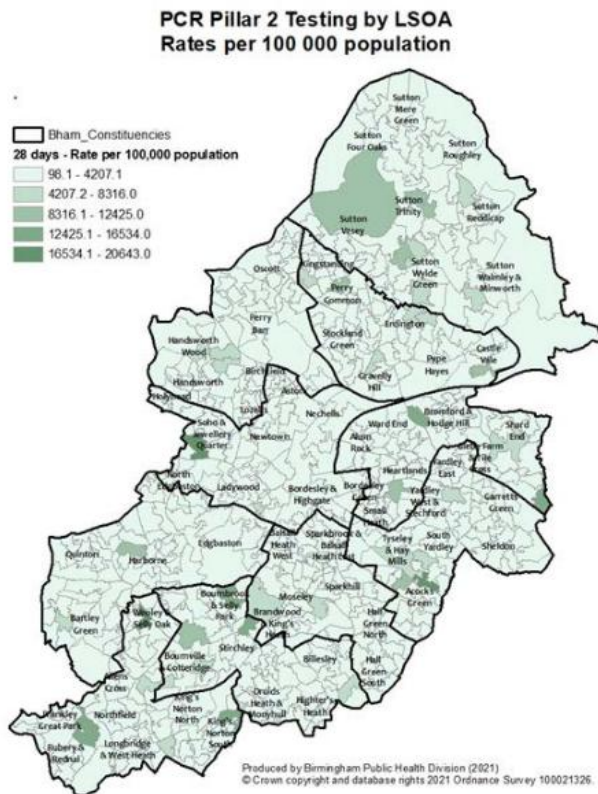 PCR Pillar 2 Testing by LSOA
Rates per 100 000 population
Bham_Constituencies
28 days - Rate per 100,000 population
98.1 - 4207.1
4207.2 - 8316.0
8316.1 - 12425.0
12425.1 - 16534.0
16534.1 - 20643.0
Sutton
Mere
Green
Sutton
Four Oaks
Sutton
Roughley
Sutton
Trinity
Sutton
Reddicap
Sutton
Vesey
Sutton
Wylde
Green
Sutton
Walmley &
Minworth
Oscott
Kingstanding
Perry
Common
Perry
Barr
Erdington
Stockland
Green
Castle
Vale
Handsworth
Wood
Pype
Hayes
Gravelly
Hill
Birchfield
Handsworth
Aston
Holyhead
Lozells
Nechells
Soho &
Jewellery
Quarter
Newtown
Bromford &
Hodge Hill
Ward End
Shard
End
Alum
Rock
Glebe Farm
& Tile
Cross
Heartlands
Yardley
East
North
Edgbaston
Ladywood
Bordesley &
Highgate
Bordesley
Green
Yardley
West &
Stechford
Garretts
Green
Small
Heath
Sheldon
Quinton
Harborne
Edgbaston
Balsall
Heath
West
Sparkbrook &
Balsall
Heath East
Tyseley & Hay
Mills
South
Yardley
Bartley
Green
Weoley &
Selly Oak
Bournbrook
& Selly
Park
Moseley
Sparkhill
Acock's
Green
Brandwood
& King's
Heath
Bournville
& Cotteridge
Stirchley
Hall
Green
North
Billesley
Hall
Green
South
Allens
Cross
King's
Norton
North
Druids
Heath &
Monyhull
Highter's
Heath
Frankley
Great Park
Northfield
King's
Norton
South
Rubery &
Rednal
Longbridge
& West Heath
Produced by Birmingham Public Health Division (2021)
© Crown copyright and database rights 2021 Ordnance Survey 100021326.